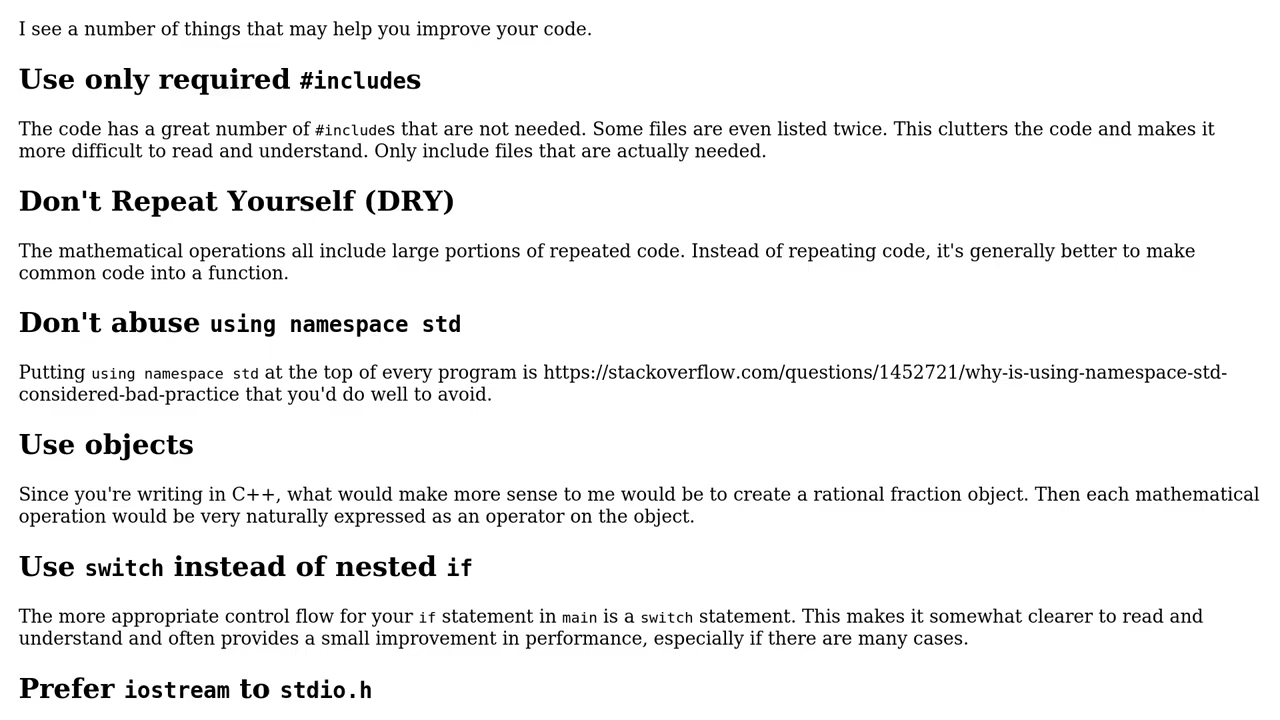 I see a number of things that may help you improve your code.
Use only required #includes
The code has a great number of #includes that are not needed. Some files are even listed twice. This clutters the code and makes it
more difficult to read and understand. Only include files that are actually needed.
Don't Repeat Yourself (DRY)
The mathematical operations all include large portions of repeated code. Instead of repeating code, it's generally better to make
common code into a function.
Don't abuse using namespace std
Putting using namespace std at the top of every program is https://stackoverflow.com/questions/1452721/why-is-using-namespace-std-
considered-bad-practice that you'd do well to avoid.
Use objects
Since you're writing in C++, what would make more sense to me would be to create a rational fraction object. Then each mathematical
operation would be very naturally expressed as an operator on the object.
Use switch instead of nested if
The more appropriate control flow for your if statement in main is a switch statement. This makes it somewhat clearer to read and
understand and often provides a small improvement in performance, especially if there are many cases.
Prefer iostream to stdio.h